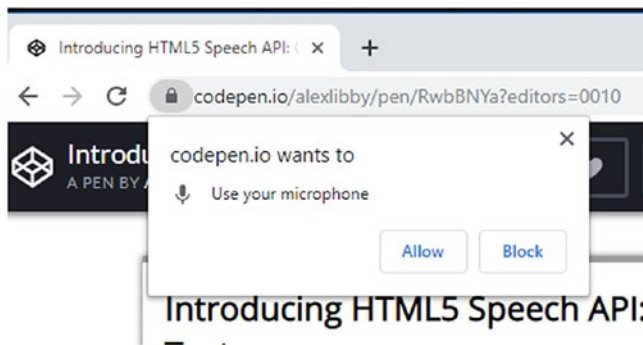 Introducing HTML5 Speech API:
codepen.io/alexlibby/pen/RwbBNYa?editors=0010
Introdu
A PEN BY
codepen.io wants to
Use your microphone
Allow Block
Introducing HTML5 Speech API: